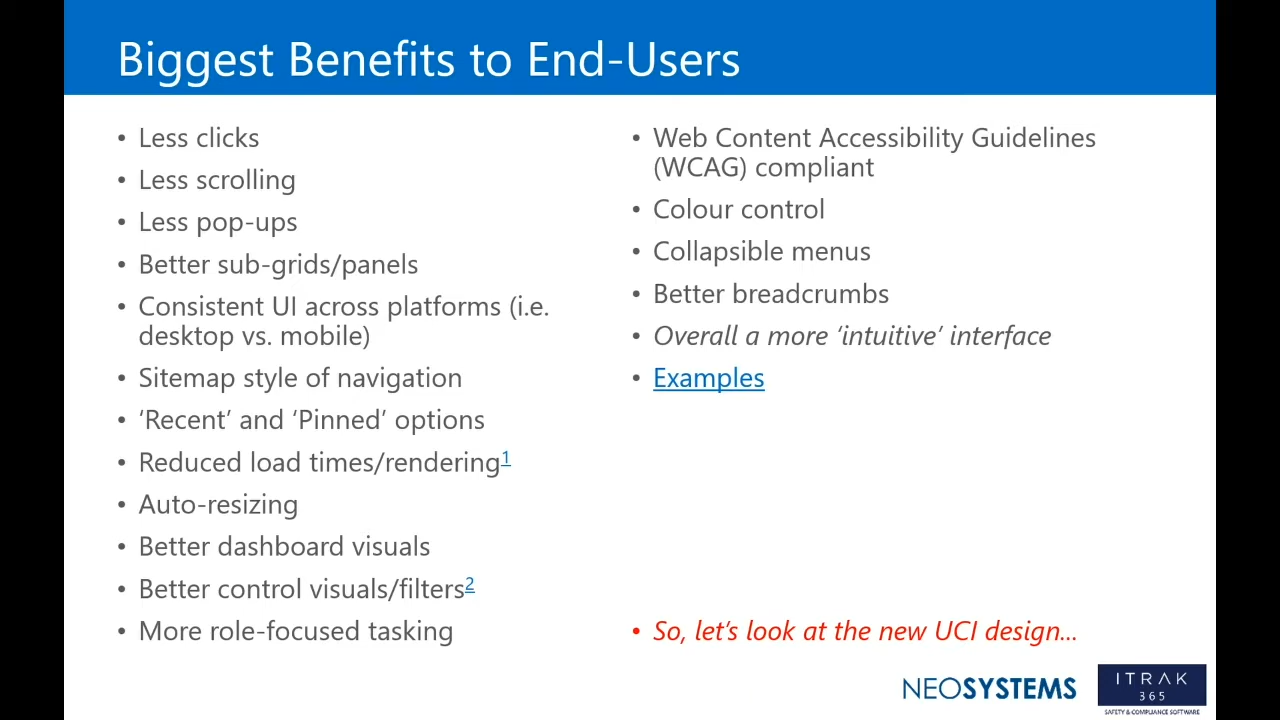 Biggest Benefits to End-Users
• Less clicks
• Less scrolling
• Less pop-ups
• Better sub-grids/panels
• Consistent UI across platforms (i.e.
desktop vs. mobile)
• Sitemap style of navigation
• ‘Recent’ and ‘Pinned’ options
• Reduced load times/rendering1
• Auto-resizing
• Better dashboard visuals
• Better control visuals/filters2
• More role-focused tasking
• Web Content Accessibility Guidelines
(WCAG) compliant
• Colour control
• Collapsible menus
• Better breadcrumbs
• Overall a more ‘intuitive’ interface
• Examples
• So, let’s look at the new UCI design…
NEOSYSTEMS
ITRAK
365
SAFETY & COMPLIANCE SOFTWARE